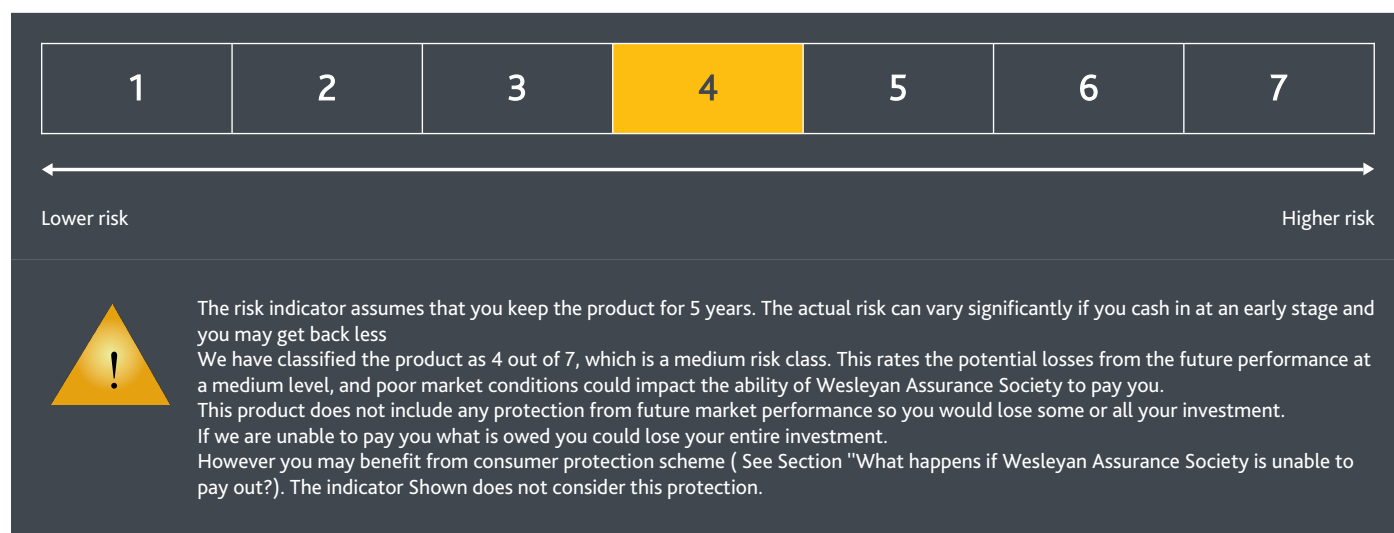 1 2 3 4 5 6 7
Lower risk Higher risk
The risk indicator assumes that you keep the product for 5 years. The actual risk can vary significantly if you cash in at an early stage and
you may get back less
We have classified the product as 4 out of 7, which is a medium risk class. This rates the potential losses from the future performance at
a medium level, and poor market conditions could impact the ability of Wesleyan Assurance Society to pay you.
This product does not include any protection from future market performance so you would lose some or all your investment.
If we are unable to pay you what is owed you could lose your entire investment.
However you may benefit from consumer protection scheme ( See Section "What happens if Wesleyan Assurance Society is unable to
pay out?). The indicator Shown does not consider this protection.
!